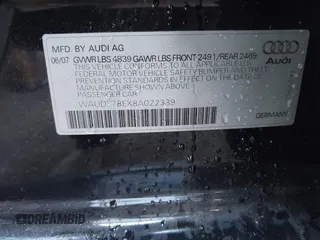 MFD. BY AUDI AG
06/07 GVWR LBS 4839 GAWR LBS FRONT 2491/REAR 2469
THIS VEHICLE CONFORMS TO ALL APPLICABLE
FEDERAL MOTOR VEHICLE SAFETY BUMPER AND THEFT
PREVENTION STANDARDS IN EFFECT ON THE
DATE OF MANUFACTURE SHOWN ABOVE
PASSENGER CAR
Audi
GERMANY
DREAMBID